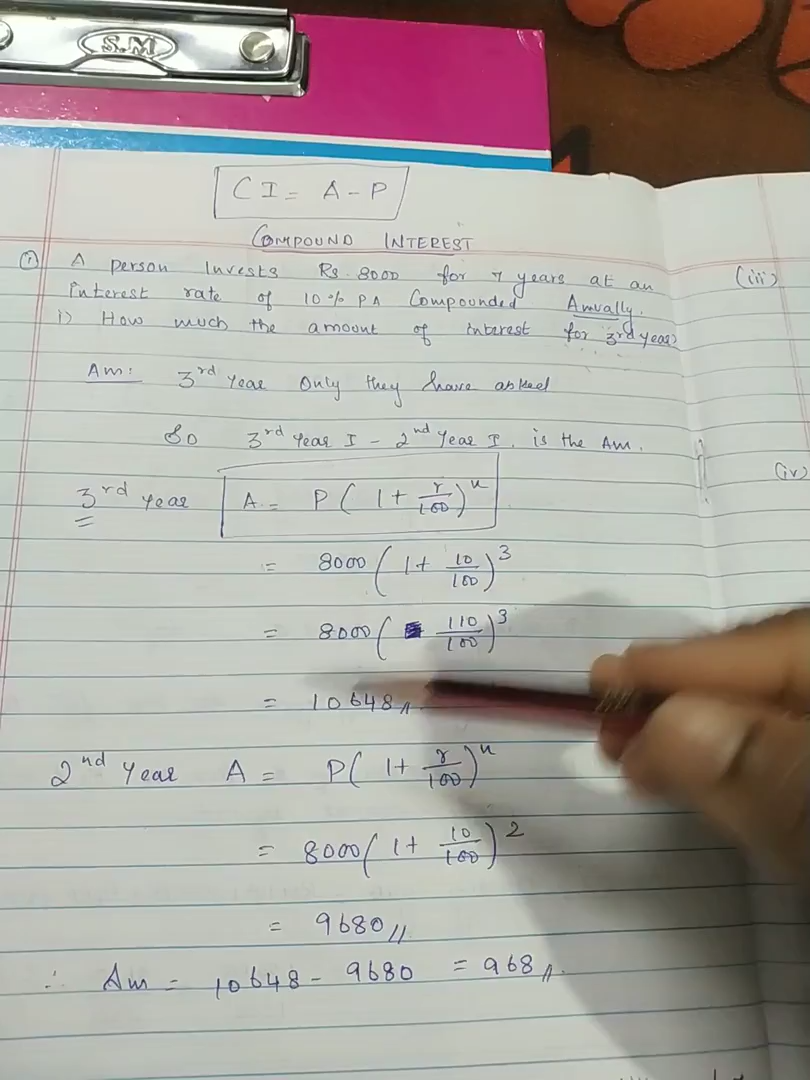 S.M
CI = A - P
COMPOUND INTEREST
(i) A person Invests Rs. 8000 for 7 years at an (iii)
Interest rate of 10% PA Compounded Annually.
i) How much the amount of interest for 3rd year
Ans: 3rd Year Only they have asked
So 3rd Year I - 2nd Year I. is the Ans. (iv)
3rd year A = P(1 + r/100)^n
= 8000(1 + 10/100)^3
= 8000(110/100)^3
= 10648//.
2nd Year A = P(1 + r/100)^n
= 8000(1 + 10/100)^2
= 9680//
∴ Ans = 10648 - 9680 = 968//.